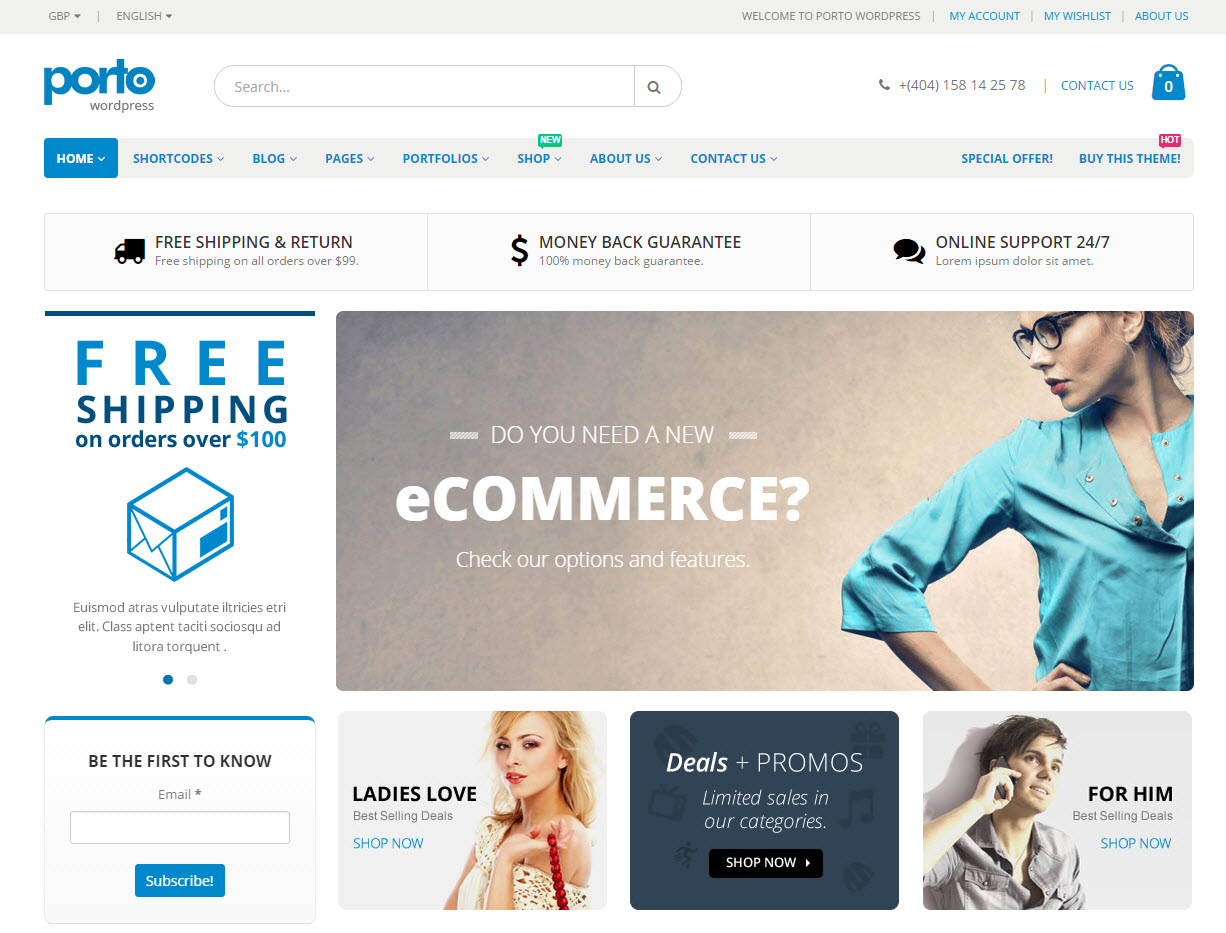 GBP | ENGLISH
WELCOME TO PORTO WORDPRESS | MY ACCOUNT | MY WISHLIST | ABOUT US
porto
wordpress
Search...
+(404) 158 14 25 78 | CONTACT US
0
NEW
HOT
HOME SHORTCODES BLOG PAGES PORTFOLIOS SHOP ABOUT US CONTACT US SPECIAL OFFER! BUY THIS THEME!
FREE SHIPPING & RETURN
Free shipping on all orders over $99.
MONEY BACK GUARANTEE
100% money back guarantee.
ONLINE SUPPORT 24/7
Lorem ipsum dolor sit amet.
FREE
SHIPPING
on orders over $100
Euismod atras vulputate iltricies etri
elit. Class aptent taciti sociosqu ad
litora torquent .
DO YOU NEED A NEW
eCOMMERCE?
Check our options and features.
BE THE FIRST TO KNOW
Email *
Subscribe!
LADIES LOVE
Best Selling Deals
SHOP NOW
Deals + PROMOS
Limited sales in
our categories.
SHOP NOW
FOR HIM
Best Selling Deals
SHOP NOW